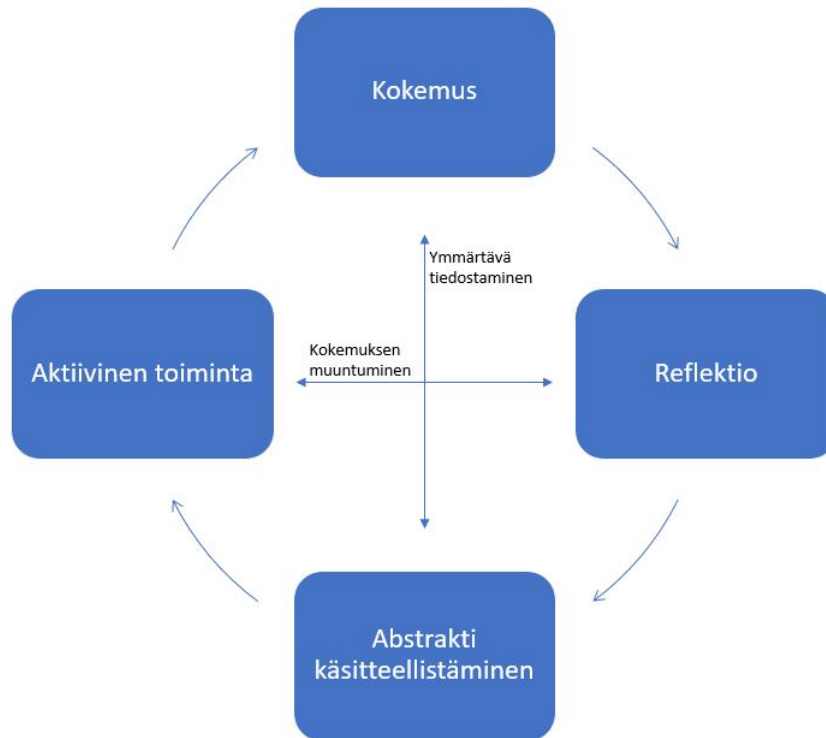 Kokemus
Ymmärtävä
tiedostaminen
Kokemuksen
muuntuminen
Aktiivinen toiminta
Reflektio
Abstrakti
käsitteellistäminen